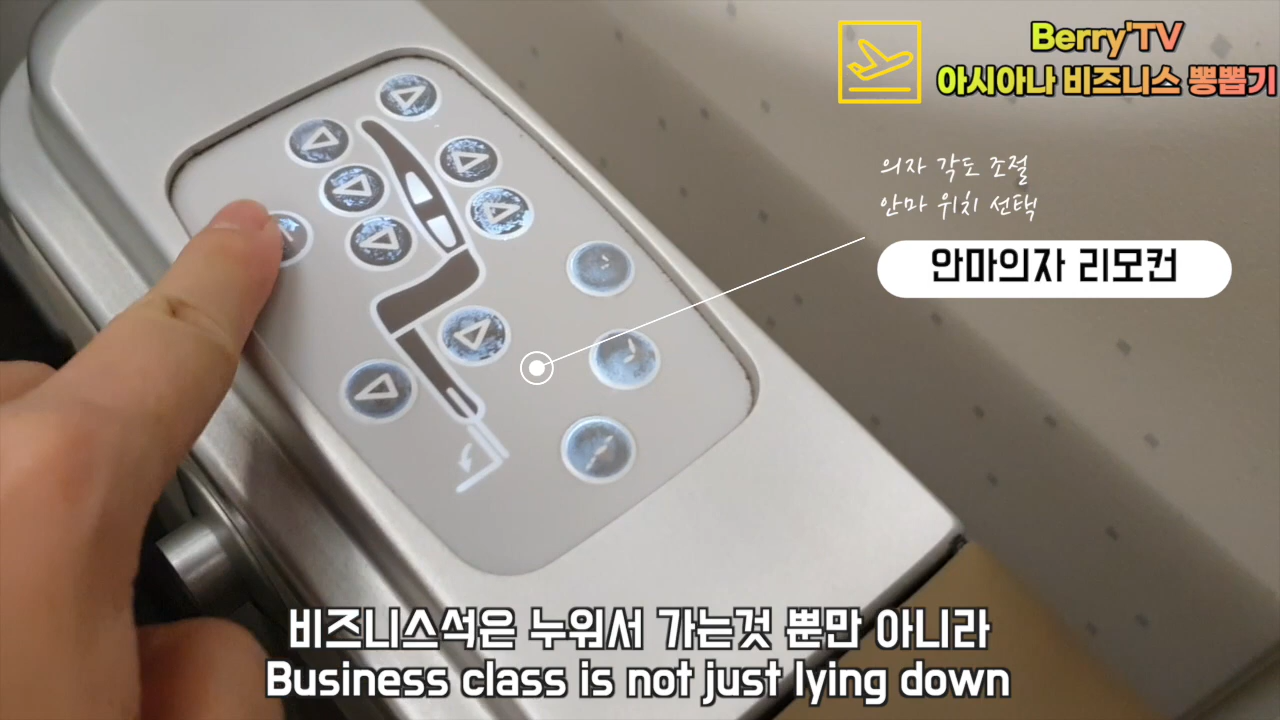 Berry'TV
아시아나 비즈니스 뽕뽑기
의자 각도 조절
안마 위치 선택
안마의자 리모컨
비즈니스석은 누워서 가는것 뿐만 아니라
Business class is not just lying down